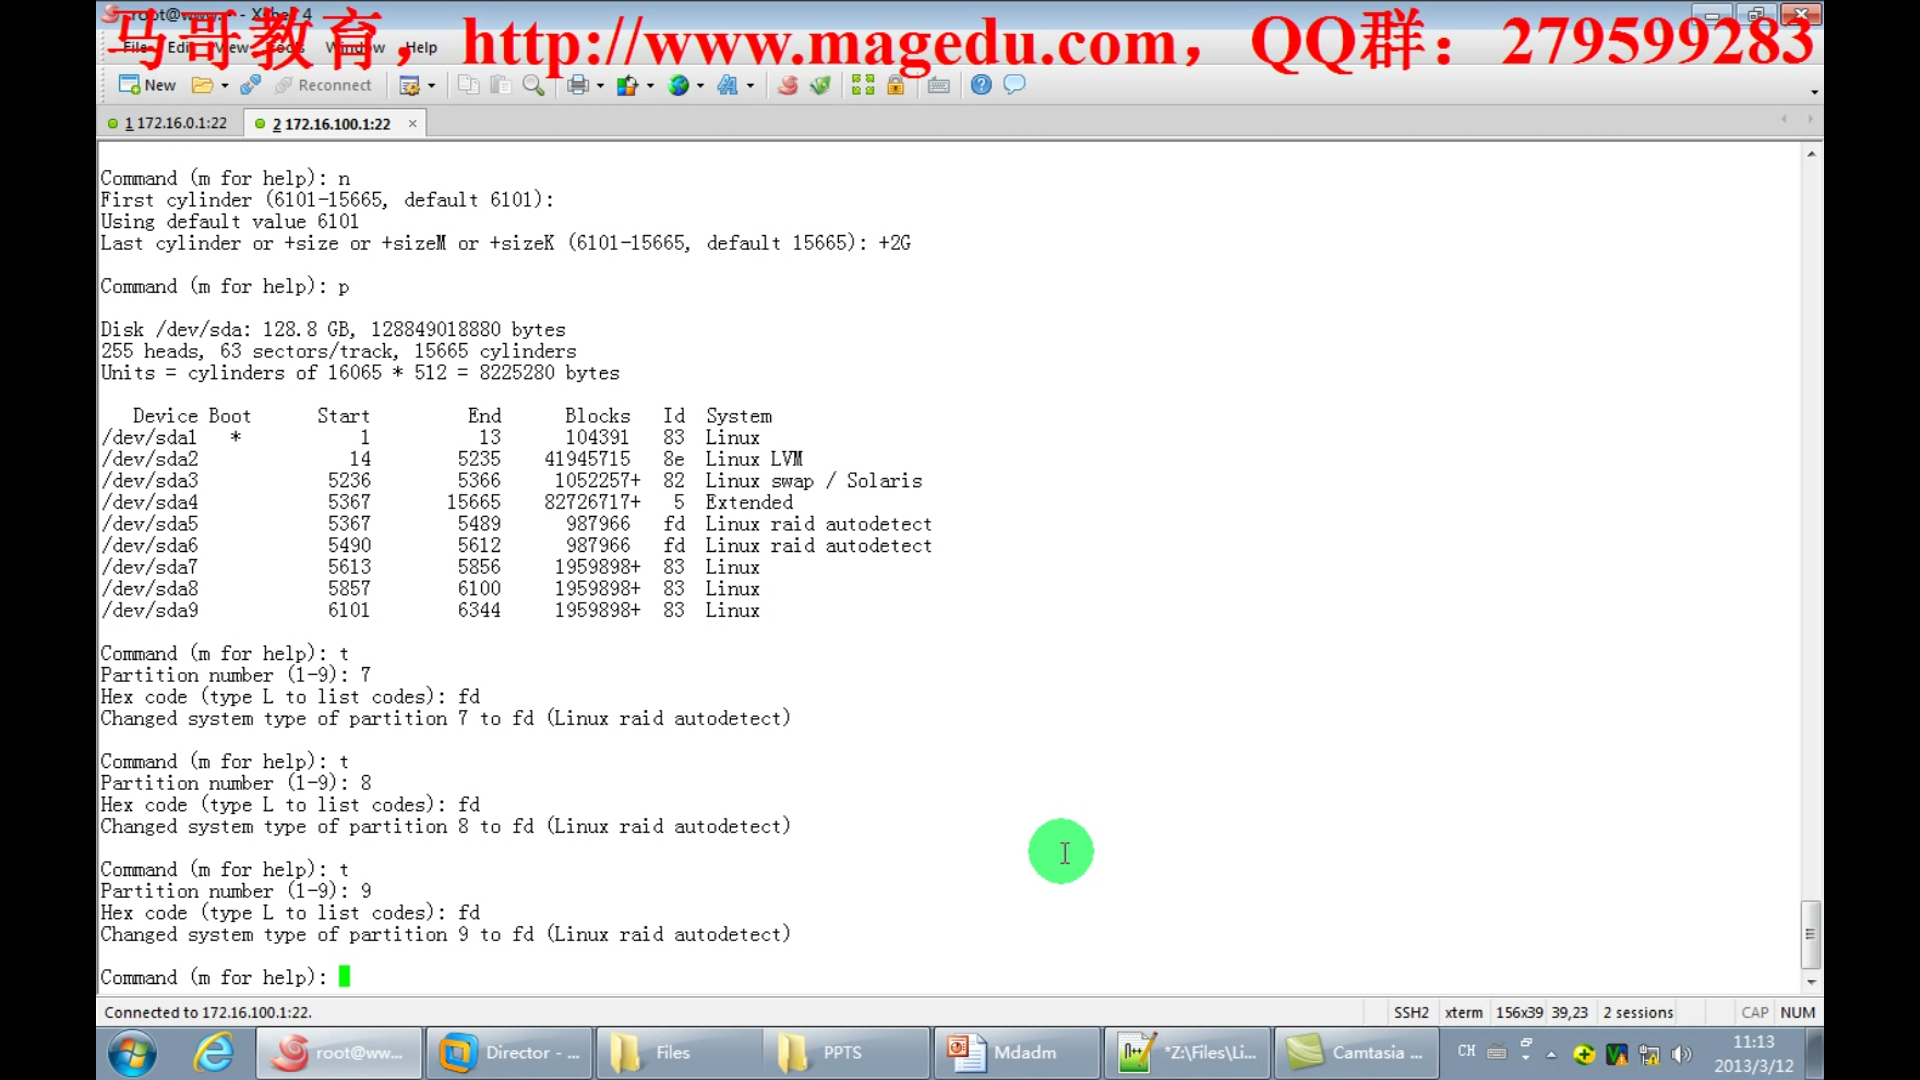 root@www:~ - Xshell 4
马哥教育，http://www.magedu.com，QQ群：279599283
File Edit View Tools Window Help
New Reconnect
1 172.16.0.1:22 2 172.16.100.1:22
Command (m for help): n
First cylinder (6101-15665, default 6101):
Using default value 6101
Last cylinder or +size or +sizeM or +sizeK (6101-15665, default 15665): +2G
Command (m for help): p
Disk /dev/sda: 128.8 GB, 128849018880 bytes
255 heads, 63 sectors/track, 15665 cylinders
Units = cylinders of 16065 * 512 = 8225280 bytes
Device Boot Start End Blocks Id System
/dev/sda1 * 1 13 104391 83 Linux
/dev/sda2 14 5235 41945715 8e Linux LVM
/dev/sda3 5236 5366 1052257+ 82 Linux swap / Solaris
/dev/sda4 5367 15665 82726717+ 5 Extended
/dev/sda5 5367 5489 987966 fd Linux raid autodetect
/dev/sda6 5490 5612 987966 fd Linux raid autodetect
/dev/sda7 5613 5856 1959898+ 83 Linux
/dev/sda8 5857 6100 1959898+ 83 Linux
/dev/sda9 6101 6344 1959898+ 83 Linux
Command (m for help): t
Partition number (1-9): 7
Hex code (type L to list codes): fd
Changed system type of partition 7 to fd (Linux raid autodetect)
Command (m for help): t
Partition number (1-9): 8
Hex code (type L to list codes): fd
Changed system type of partition 8 to fd (Linux raid autodetect)
Command (m for help): t
Partition number (1-9): 9
Hex code (type L to list codes): fd
Changed system type of partition 9 to fd (Linux raid autodetect)
Command (m for help):
Connected to 172.16.100.1:22. SSH2 xterm 156x39 39,23 2 sessions CAP NUM
root@ww... Director - ... Files PPTS Mdadm *Z:\Files\Li... Camtasia ... CH 11:13
2013/3/12